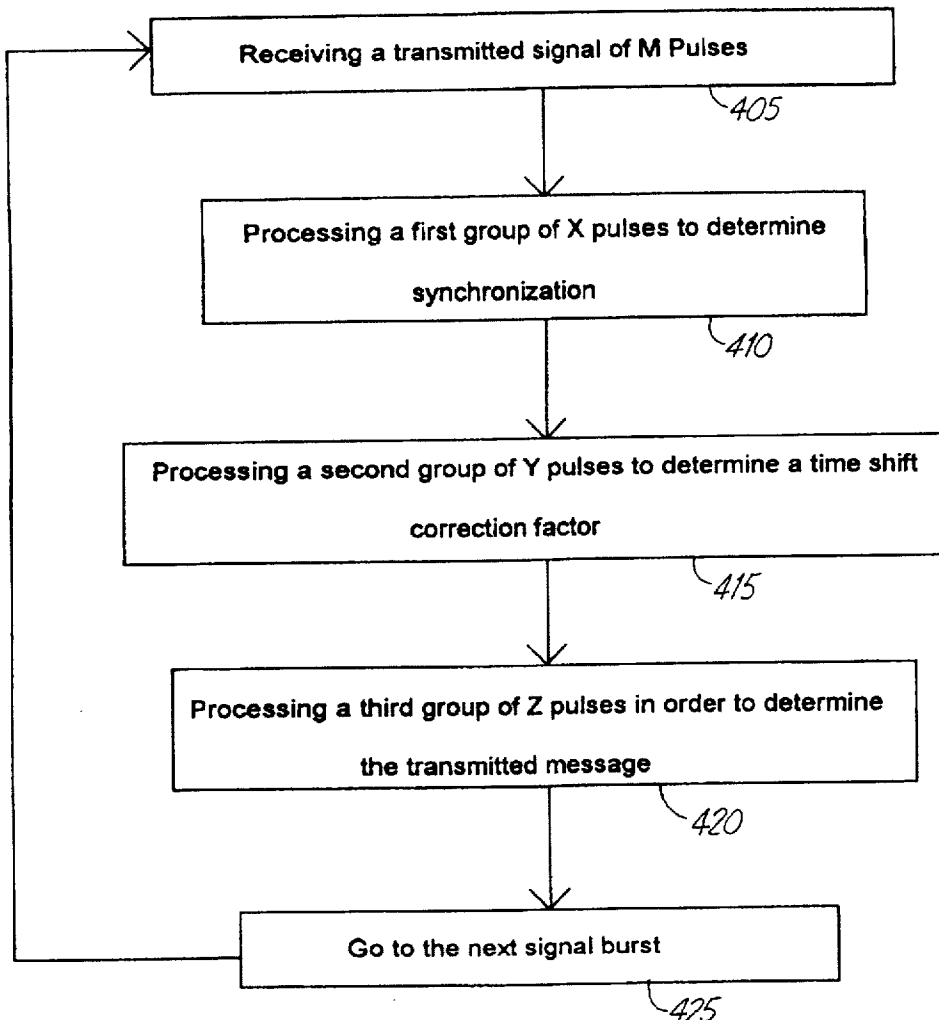 Receiving a transmitted signal of M Pulses
405
Processing a first group of X pulses to determine
synchronization
410
Processing a second group of Y pulses to determine a time shift
correction factor
415
Processing a third group of Z pulses in order to determine
the transmitted message
420
Go to the next signal burst
425